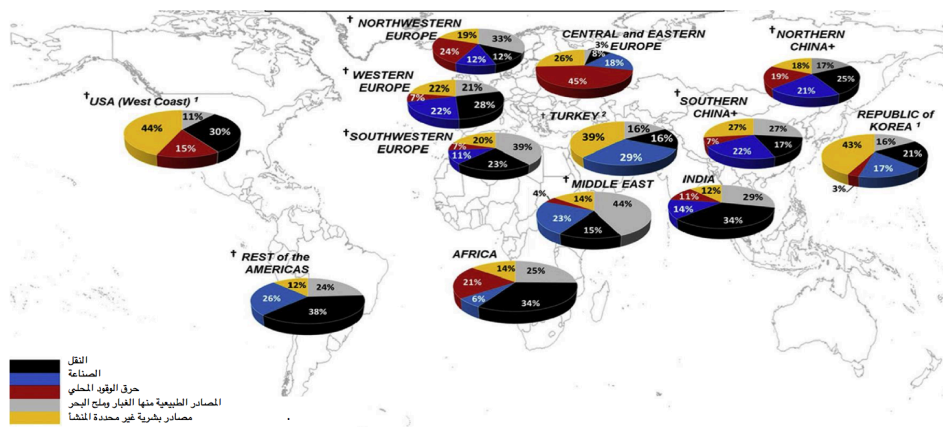 † NORTHWESTERN
EUROPE
19%
33%
24%
12%
12%
CENTRAL and EASTERN
EUROPE
3%
8%
26%
18%
45%
† NORTHERN
CHINA+
18%
17%
19%
25%
21%
† WESTERN
EUROPE
22%
21%
7%
22%
28%
† USA (West Coast) ¹
11%
44%
30%
15%
† SOUTHERN
CHINA+
27%
27%
7%
17%
22%
† TURKEY ²
16%
39%
16%
29%
REPUBLIC of
KOREA ¹
16%
43%
21%
17%
3%
† SOUTHWESTERN
EUROPE
20%
7%
39%
11%
23%
† MIDDLE EAST
4%
14%
44%
23%
15%
INDIA
12%
11%
29%
14%
34%
† REST of the
AMERICAS
12%
24%
26%
38%
AFRICA
14%
25%
21%
6%
34%
النقل
الصناعة
حرق الوقود المحلي
المصادر الطبيعية منها الغبار وملح البحر
مصادر بشرية غير محددة المنشأ